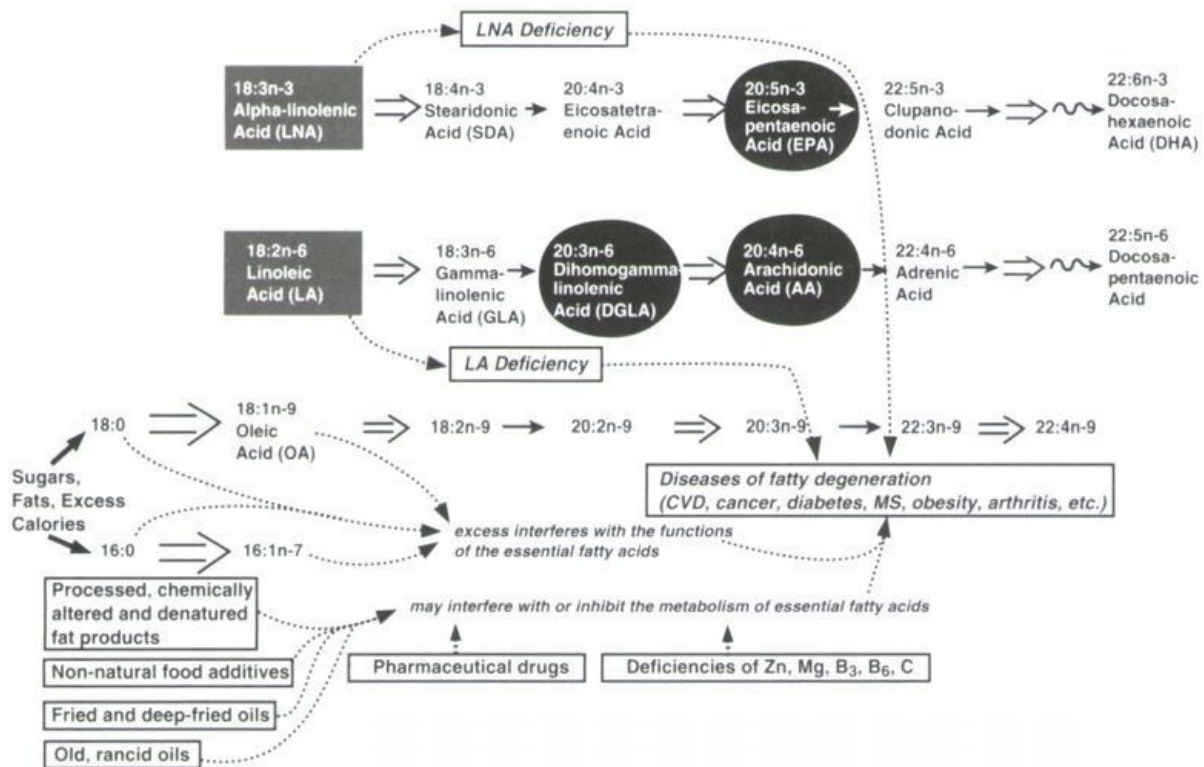 LNA Deficiency
18:3n-3
Alpha-linolenic
Acid (LNA)
18:4n-3
Stearidonic
Acid (SDA)
20:4n-3
Eicosatetra-
enoic Acid
20:5n-3
Eicosa-
pentaenoic
Acid (EPA)
22:5n-3
Clupano-
donic Acid
22:6n-3
Docosa-
hexaenoic
Acid (DHA)
18:2n-6
Linoleic
Acid (LA)
18:3n-6
Gamma-
linolenic
Acid (GLA)
20:3n-6
Dihomogamma-
linolenic
Acid (DGLA)
20:4n-6
Arachidonic
Acid (AA)
22:4n-6
Adrenic
Acid
22:5n-6
Docosa-
pentaenoic
Acid
LA Deficiency
18:0
18:1n-9
Oleic
Acid (OA)
18:2n-9
20:2n-9
20:3n-9
22:3n-9
22:4n-9
Sugars,
Fats, Excess
Calories
Diseases of fatty degeneration
(CVD, cancer, diabetes, MS, obesity, arthritis, etc.)
excess interferes with the functions
of the essential fatty acids
16:0
16:1n-7
Processed, chemically
altered and denatured
fat products
may interfere with or inhibit the metabolism of essential fatty acids
Non-natural food additives
Pharmaceutical drugs
Deficiencies of Zn, Mg, B3, B6, C
Fried and deep-fried oils
Old, rancid oils